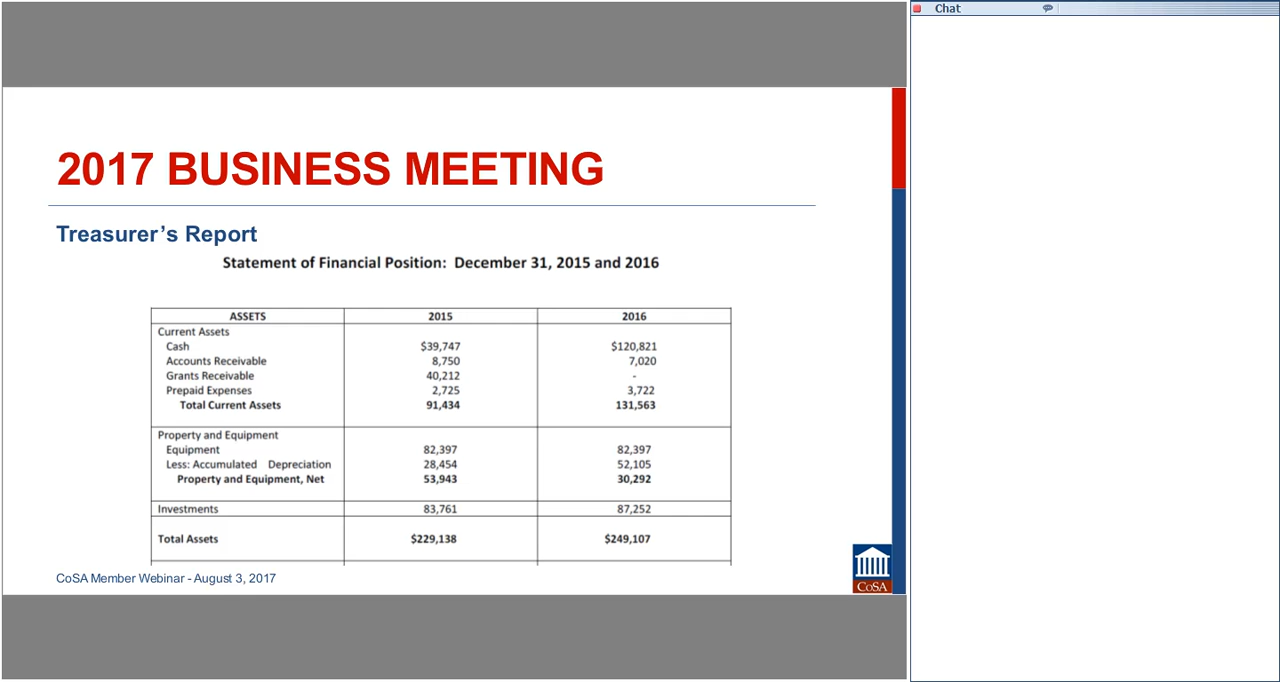 Chat
2017 BUSINESS MEETING
Treasurer's Report
Statement of Financial Position: December 31, 2015 and 2016
ASSETS 2015 2016
Current Assets
Cash $39,747 $120,821
Accounts Receivable 8,750 7,020
Grants Receivable 40,212 -
Prepaid Expenses 2,725 3,722
Total Current Assets 91,434 131,563
Property and Equipment
Equipment 82,397 82,397
Less: Accumulated Depreciation 28,454 52,105
Property and Equipment, Net 53,943 30,292
Investments 83,761 87,252
Total Assets $229,138 $249,107
CoSA Member Webinar - August 3, 2017
CoSA